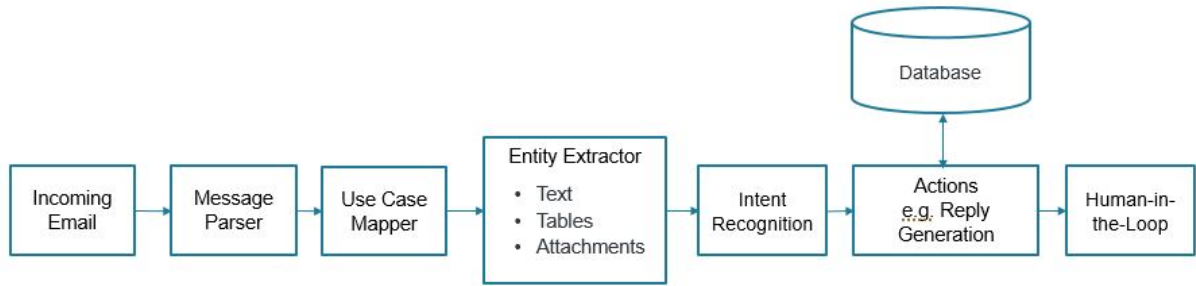 Database
Incoming
Email
Message
Parser
Use Case
Mapper
Entity Extractor
• Text
• Tables
• Attachments
Intent
Recognition
Actions
e.g. Reply
Generation
Human-in-
the-Loop